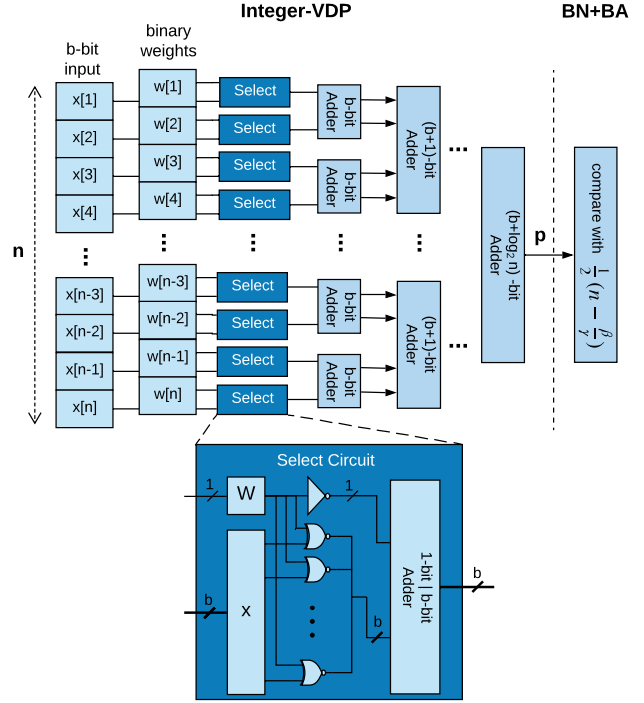 Integer-VDP
BN+BA
b-bit
input
binary
weights
n
x[1]
x[2]
x[3]
x[4]
x[n-3]
x[n-2]
x[n-1]
x[n]
w[1]
w[2]
w[3]
w[4]
w[n-3]
w[n-2]
w[n-1]
w[n]
Select
Select
Select
Select
Select
Select
Select
Select
b-bit
Adder
b-bit
Adder
b-bit
Adder
b-bit
Adder
(b+1)-bit
Adder
(b+1)-bit
Adder
(b+log₂ n) -bit
Adder
p
compare with ½ (n − β/γ)
Select Circuit
1
W
1
b
x
b
1-bit | b-bit
Adder
b